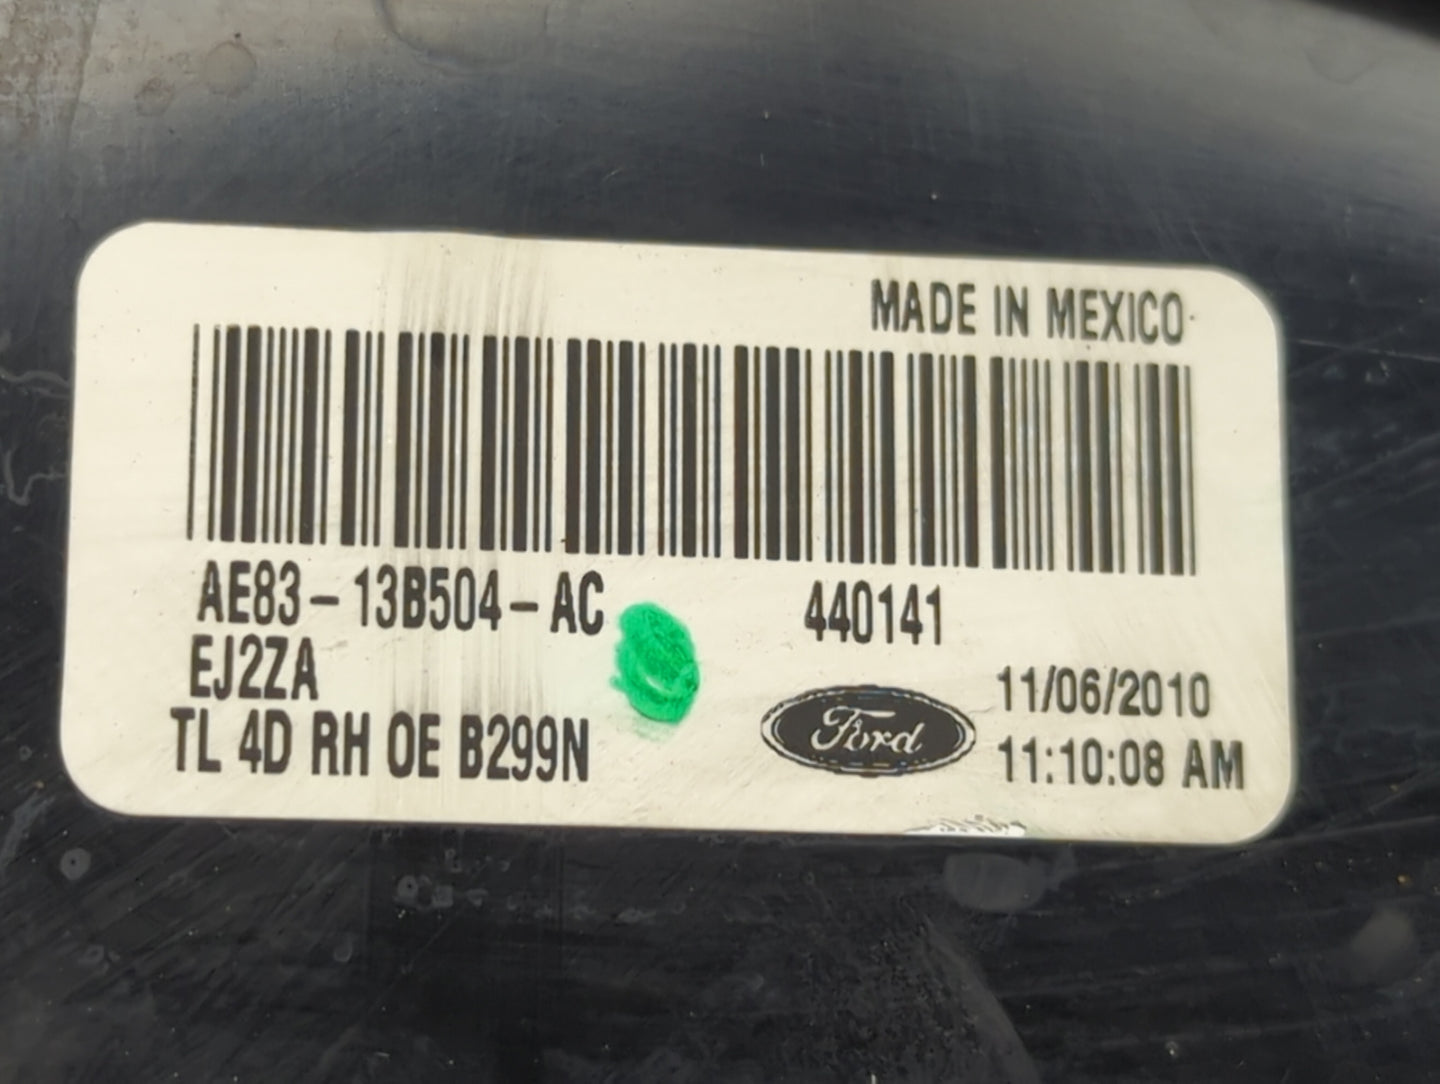 MADE IN MEXICO
AE83-13B504-AC 440141
EJ2ZA
11/06/2010
TL 4D RH OE B299N
Ford
11:10:08 AM